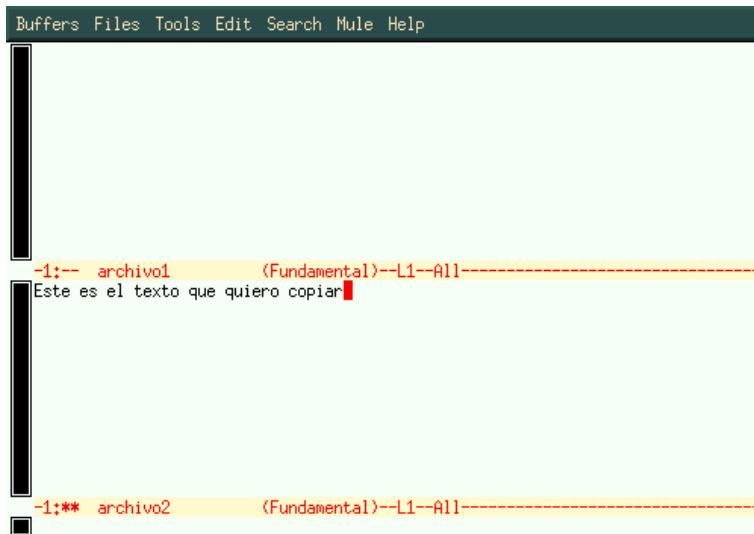 Buffers Files Tools Edit Search Mule Help
-1:-- archivo1 (Fundamental)--L1--All--------------------------------
Este es el texto que quiero copiar
-1:** archivo2 (Fundamental)--L1--All--------------------------------